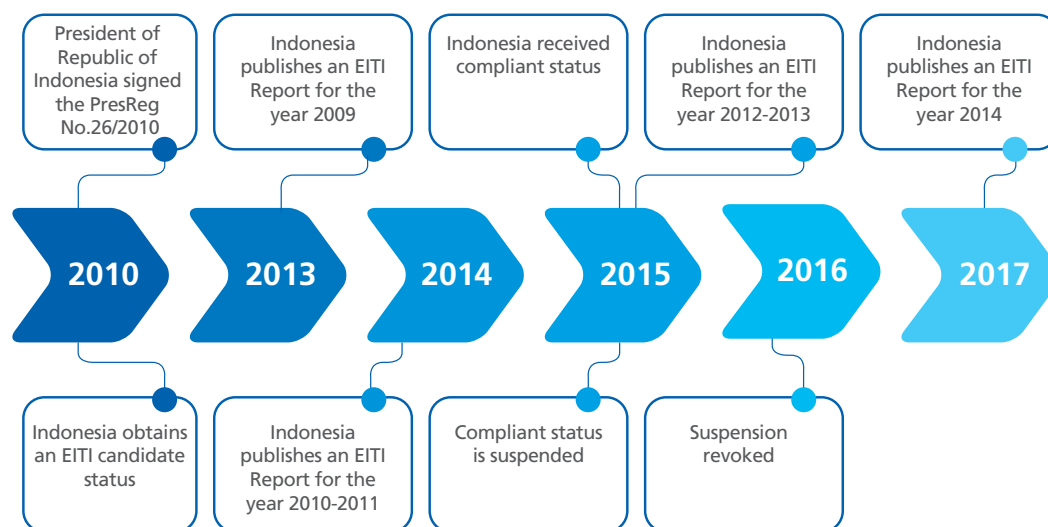 President of
Republic of
Indonesia signed
the PresReg
No.26/2010
Indonesia
publishes an EITI
Report for the
year 2009
Indonesia received
compliant status
Indonesia
publishes an EITI
Report for the
year 2012-2013
Indonesia
publishes an EITI
Report for the
year 2014
2010
2013
2014
2015
2016
2017
Indonesia obtains
an EITI candidate
status
Indonesia
publishes an EITI
Report for the
year 2010-2011
Compliant status
is suspended
Suspension
revoked